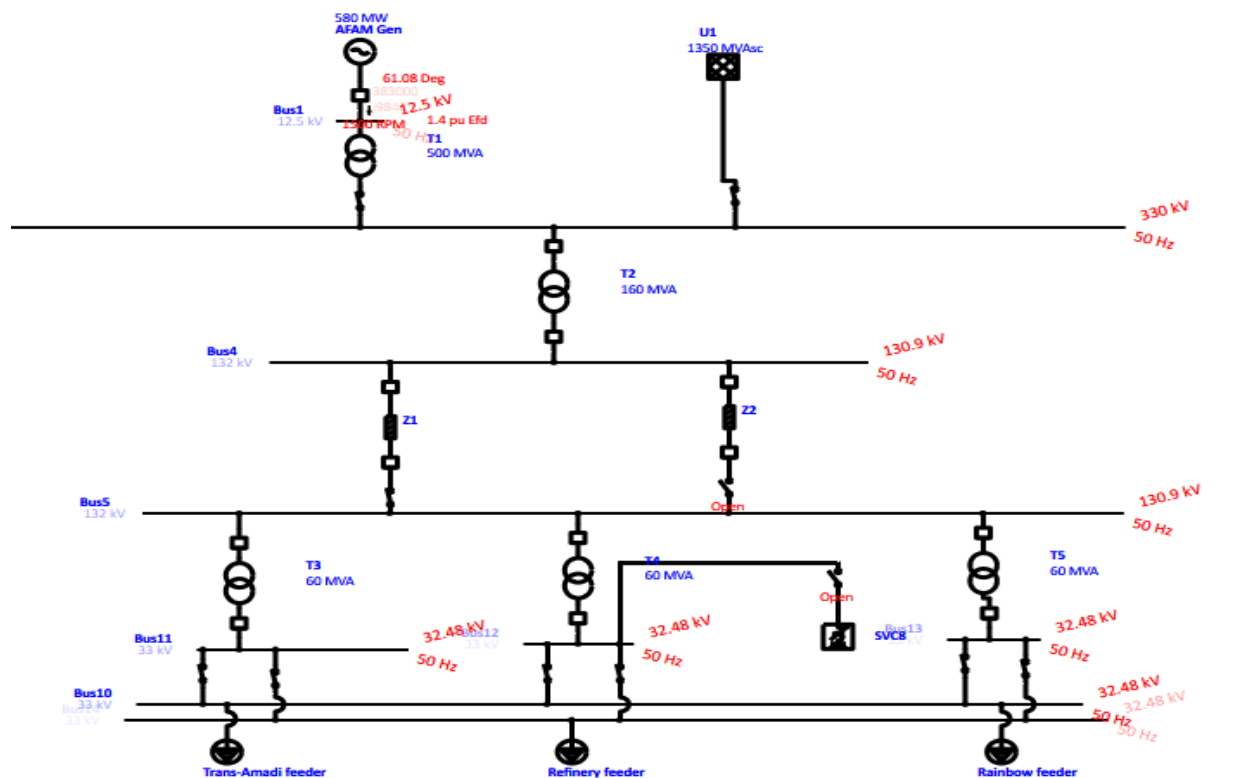 580 MW
AFAM Gen
U1
1350 MVAsc
61.08 Deg
383000
12.5 kV
Bus1
12.5 kV
1500 RPM
1.4 pu Efd
50 Hz
T1
500 MVA
330 kV
50 Hz
T2
160 MVA
Bus4
132 kV
130.9 kV
50 Hz
Z1
Z2
Bus5
132 kV
Open
130.9 kV
50 Hz
T3
60 MVA
T4
60 MVA
T5
60 MVA
Open
Bus11
33 kV
32.48 kV
50 Hz
Bus12
33 kV
32.48 kV
50 Hz
SVC8
Bus13
32.48 kV
50 Hz
Bus10
33 kV
33 kV
32.48 kV
50 Hz
32.48 kV
50 Hz
Trans-Amadi feeder
Refinery feeder
Rainbow feeder